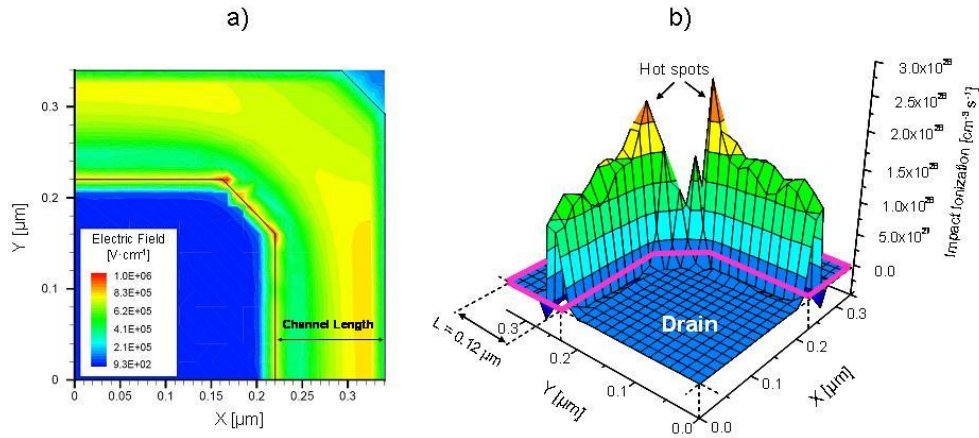 a)
b)
Y [µm]
0.3
0.2
0.1
0
Electric Field
[V·cm⁻¹]
1.0E+06
8.3E+05
6.2E+05
4.1E+05
2.1E+05
9.3E+02
Channel Length
0
0.05
0.1
0.15
0.2
0.25
0.3
X [µm]
Hot spots
Drain
L = 0.12 µm
0.3
0.2
0.1
0.0
Y [µm]
0.0
0.1
0.2
0.3
X [µm]
Impact Ionization [cm⁻³ s⁻¹]
0.0